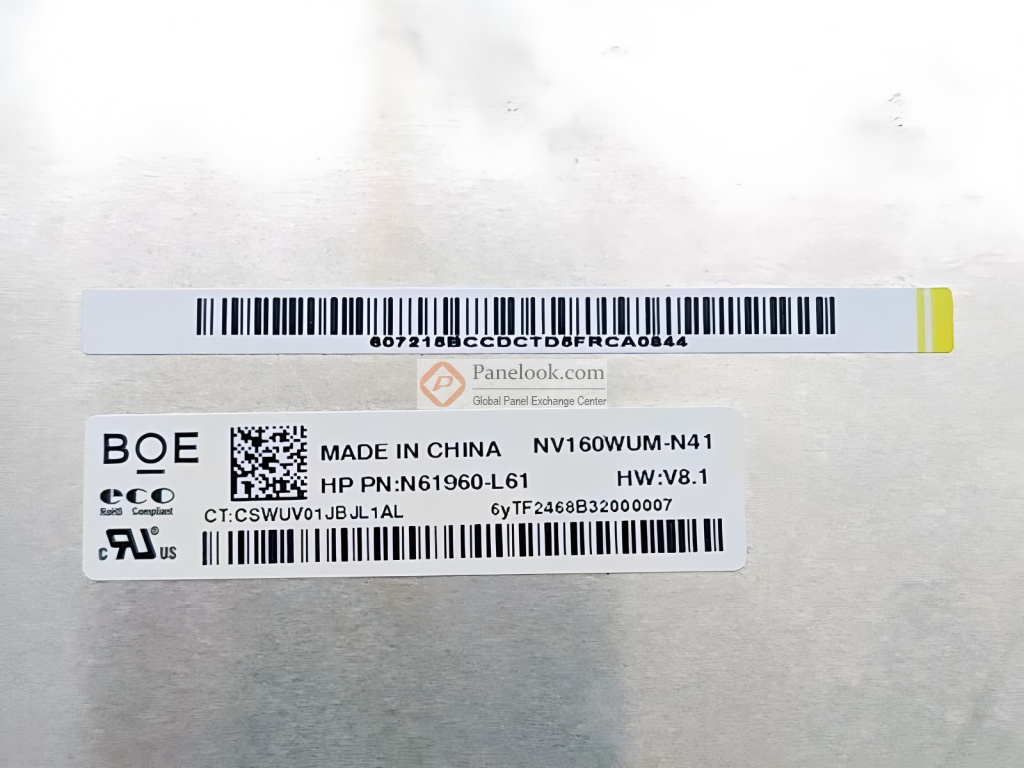 607215BCCDCTD5FRCA0844
Panelook.com
Global Panel Exchange Center
BOE
MADE IN CHINA NV160WUM-N41
HP PN:N61960-L61 HW:V8.1
eco
RoHS Compliant
CT:CSWUV01JBJL1AL 6yTF2468B32000007
c RU ® US